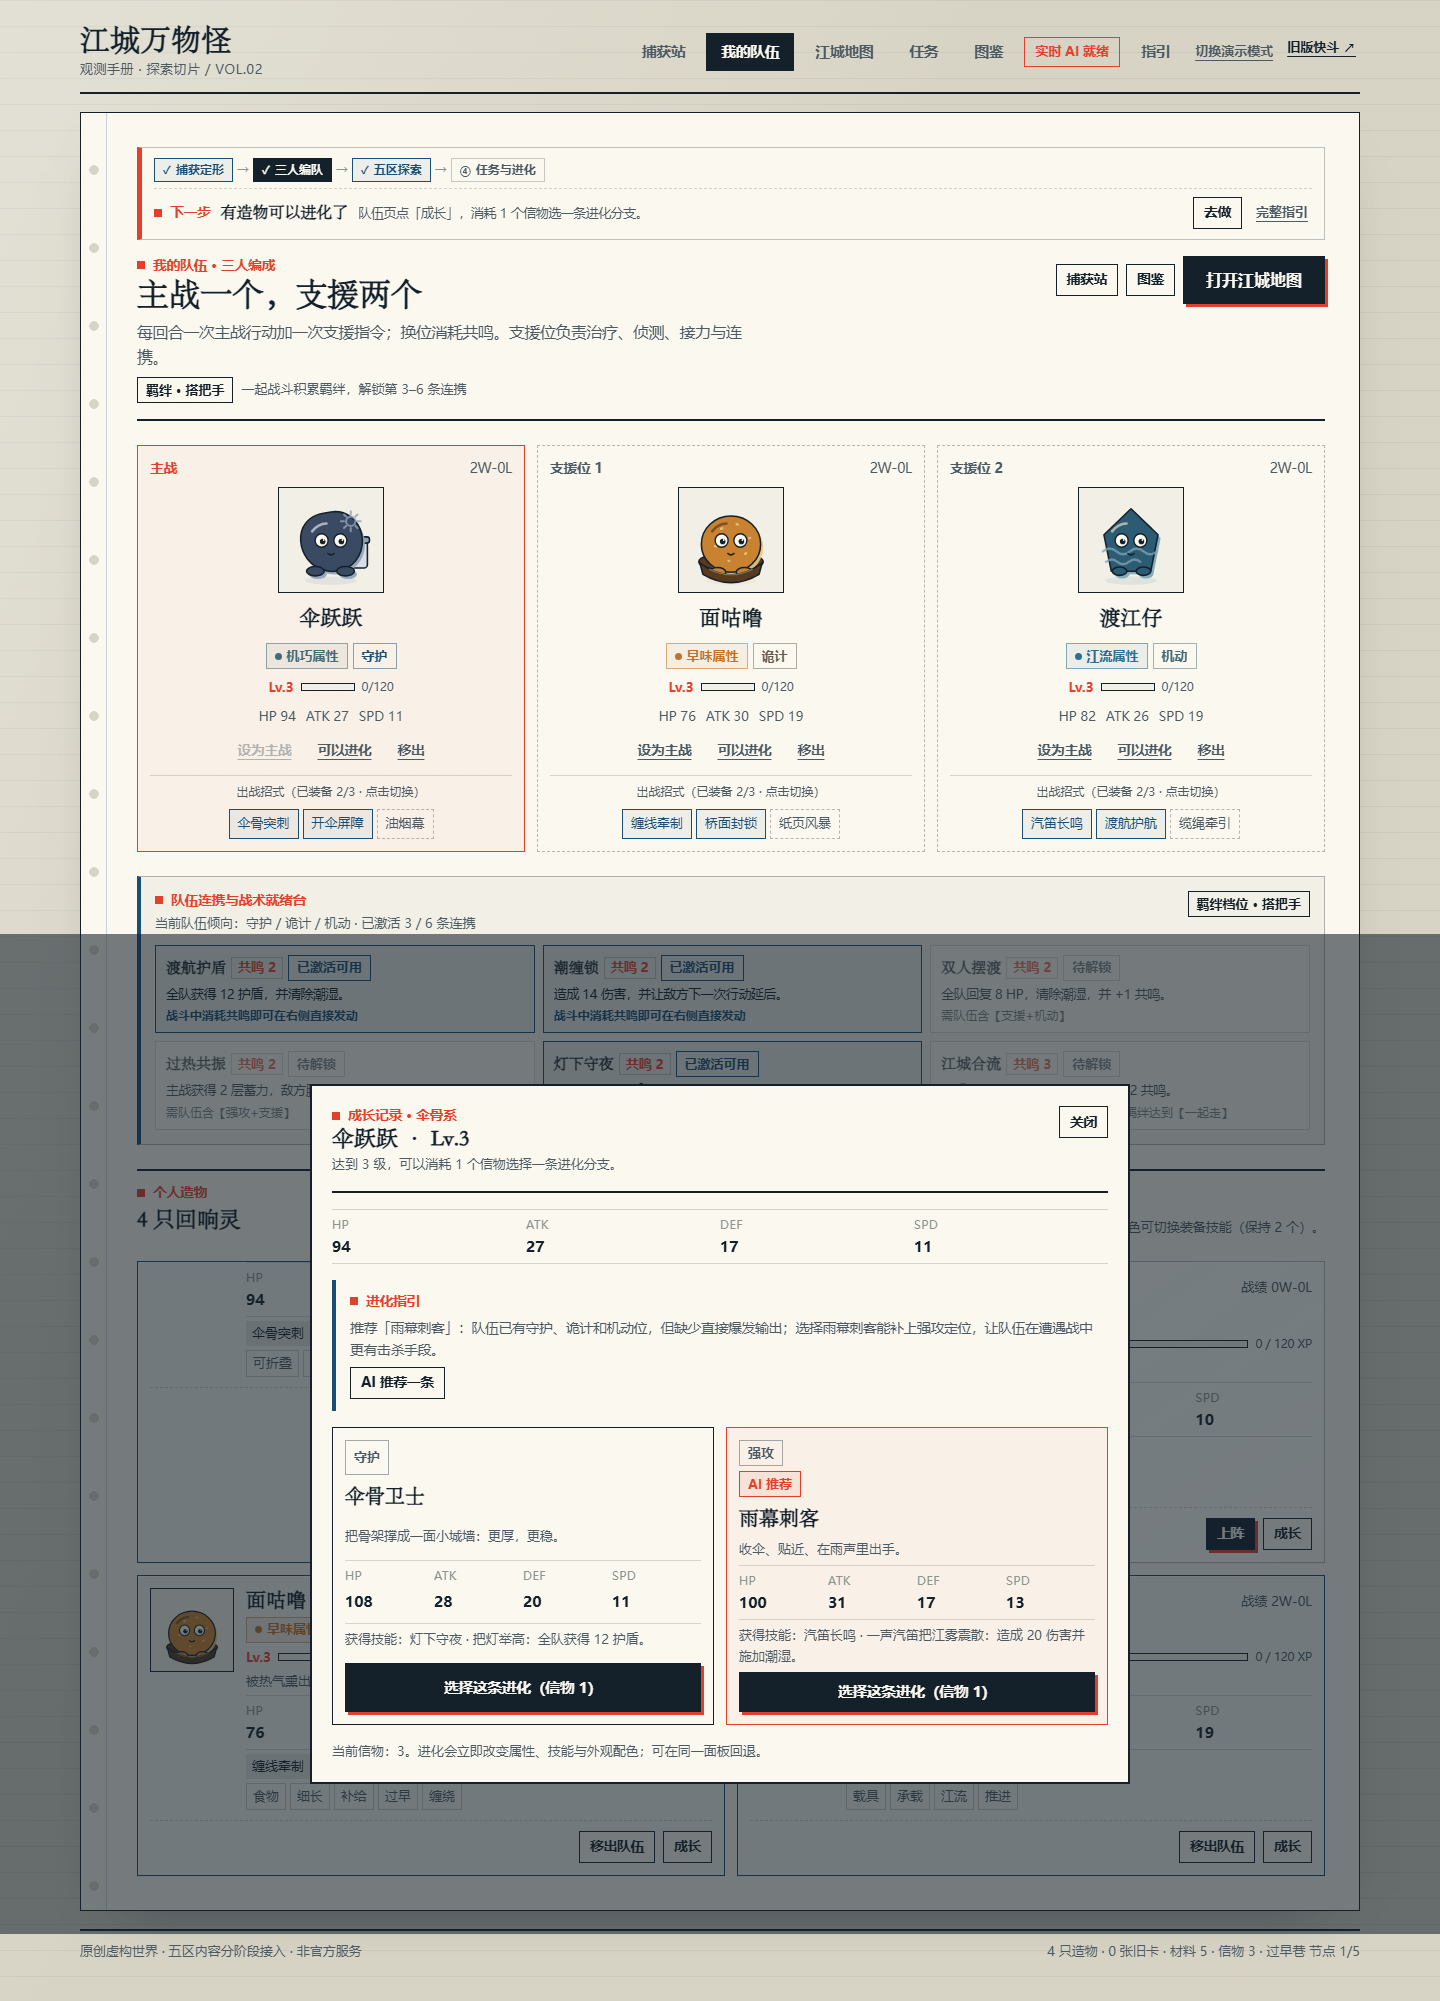 江城万物怪
观测手册 · 探索切片 / VOL.02
捕获站
我的队伍
江城地图
任务
图鉴
实时 AI 就绪
指引
切换演示模式
旧版快斗 ↗
✓ 捕获定形 → ✓ 三人编队 → ✓ 五区探索 → ④ 任务与进化
下一步 有造物可以进化了 队伍页点「成长」，消耗 1 个信物选一条进化分支。
去做
完整指引
我的队伍 • 三人编成
主战一个，支援两个
捕获站
图鉴
打开江城地图
每回合一次主战行动加一次支援指令；换位消耗共鸣。支援位负责治疗、侦测、接力与连
携。
羁绊 • 搭把手 一起战斗积累羁绊，解锁第 3–6 条连携
主战 2W-0L
伞跃跃
机巧属性 守护
Lv.3 0/120
HP 94 ATK 27 SPD 11
设为主战 可以进化 移出
出战招式（已装备 2/3 · 点击切换）
伞骨突刺 开伞屏障 油烟幕
支援位 1 2W-0L
面咕噜
早味属性 诡计
Lv.3 0/120
HP 76 ATK 30 SPD 19
设为主战 可以进化 移出
出战招式（已装备 2/3 · 点击切换）
缠线牵制 桥面封锁 纸页风暴
支援位 2 2W-0L
渡江仔
江流属性 机动
Lv.3 0/120
HP 82 ATK 26 SPD 19
设为主战 可以进化 移出
出战招式（已装备 2/3 · 点击切换）
汽笛长鸣 渡航护航 缆绳牵引
队伍连携与战术就绪台
当前队伍倾向：守护 / 诡计 / 机动 · 已激活 3 / 6 条连携
羁绊档位 • 搭把手
渡航护盾 共鸣 2 已激活可用
全队获得 12 护盾，并清除潮湿。
战斗中消耗共鸣即可在右侧直接发动
潮缠锁 共鸣 2 已激活可用
造成 14 伤害，并让敌方下一次行动延后。
战斗中消耗共鸣即可在右侧直接发动
双人摆渡 共鸣 2 待解锁
全队回复 8 HP，清除潮湿，并 +1 共鸣。
需队伍含【支援+机动】
过热共振 共鸣 2 待解锁
主战获得 2 层蓄力，敌方
需队伍含【强攻+支援】
灯下守夜 共鸣 2 已激活可用
江城合流 共鸣 3 待解锁
2 共鸣。
绊达到【一起走】
个人造物
4 只回响灵
色可切换装备技能（保持 2 个）。
HP
94
伞骨突刺
可折叠
战绩 0W-0L
0 / 120 XP
SPD
10
上阵
成长
面咕噜
早味属
Lv.3
被热气熏出
HP
76
缠线牵制
食物 细长 补给 过早 缠绕
移出队伍 成长
战绩 2W-0L
0 / 120 XP
SPD
19
载具 承载 江流 推进
移出队伍 成长
成长记录 • 伞骨系
伞跃跃 · Lv.3
达到 3 级，可以消耗 1 个信物选择一条进化分支。
关闭
HP ATK DEF SPD
94 27 17 11
进化指引
推荐「雨幕刺客」：队伍已有守护、诡计和机动位，但缺少直接爆发输出；选择雨幕刺客能补上强攻定位，让队伍在遭遇战中
更有击杀手段。
AI 推荐一条
守护
伞骨卫士
把骨架撑成一面小城墙：更厚，更稳。
HP ATK DEF SPD
108 28 20 11
获得技能：灯下守夜 · 把灯举高：全队获得 12 护盾。
选择这条进化（信物 1）
强攻
AI 推荐
雨幕刺客
收伞、贴近、在雨声里出手。
HP ATK DEF SPD
100 31 17 13
获得技能：汽笛长鸣 · 一声汽笛把江雾震散：造成 20 伤害并
施加潮湿。
选择这条进化（信物 1）
当前信物：3。进化会立即改变属性、技能与外观配色；可在同一面板回退。
原创虚构世界 · 五区内容分阶段接入 · 非官方服务
4 只造物 · 0 张旧卡 · 材料 5 · 信物 3 · 过早巷 节点 1/5